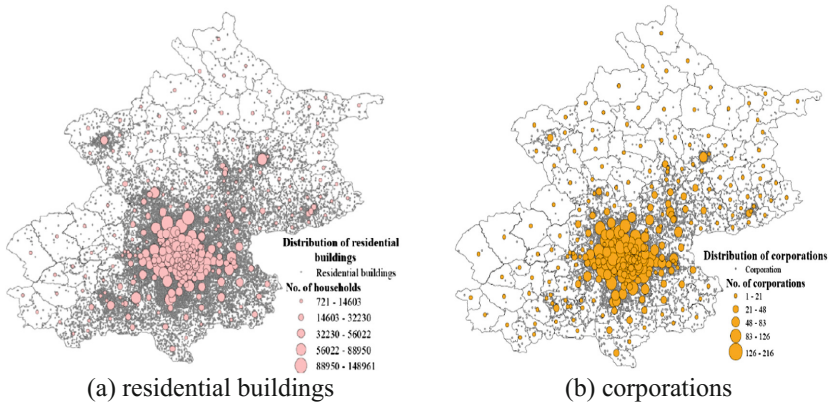 Distribution of residential
buildings
Residential buildings
No. of households
721 - 14603
14603 - 32230
32230 - 56022
56022 - 88950
88950 - 148961
(a) residential buildings
Distribution of corporations
Corporation
No. of corporations
1 - 21
21 - 48
48 - 83
83 - 126
126 - 216
(b) corporations